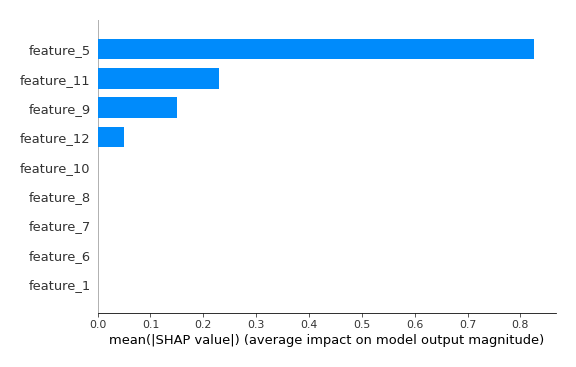 feature_5
feature_11
feature_9
feature_12
feature_10
feature_8
feature_7
feature_6
feature_1
0.0 0.1 0.2 0.3 0.4 0.5 0.6 0.7 0.8
mean(|SHAP value|) (average impact on model output magnitude)